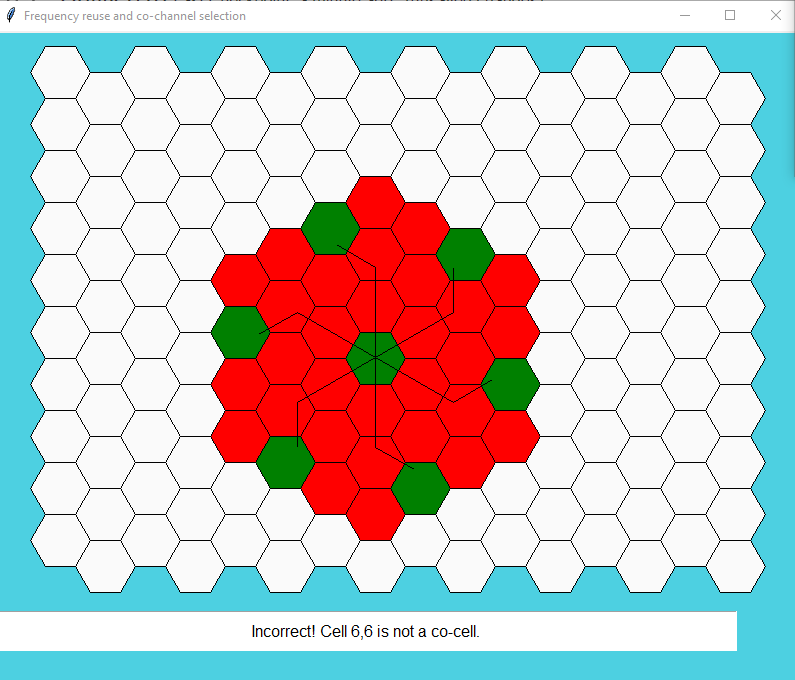 Frequency reuse and co-channel selection
Incorrect! Cell 6,6 is not a co-cell.